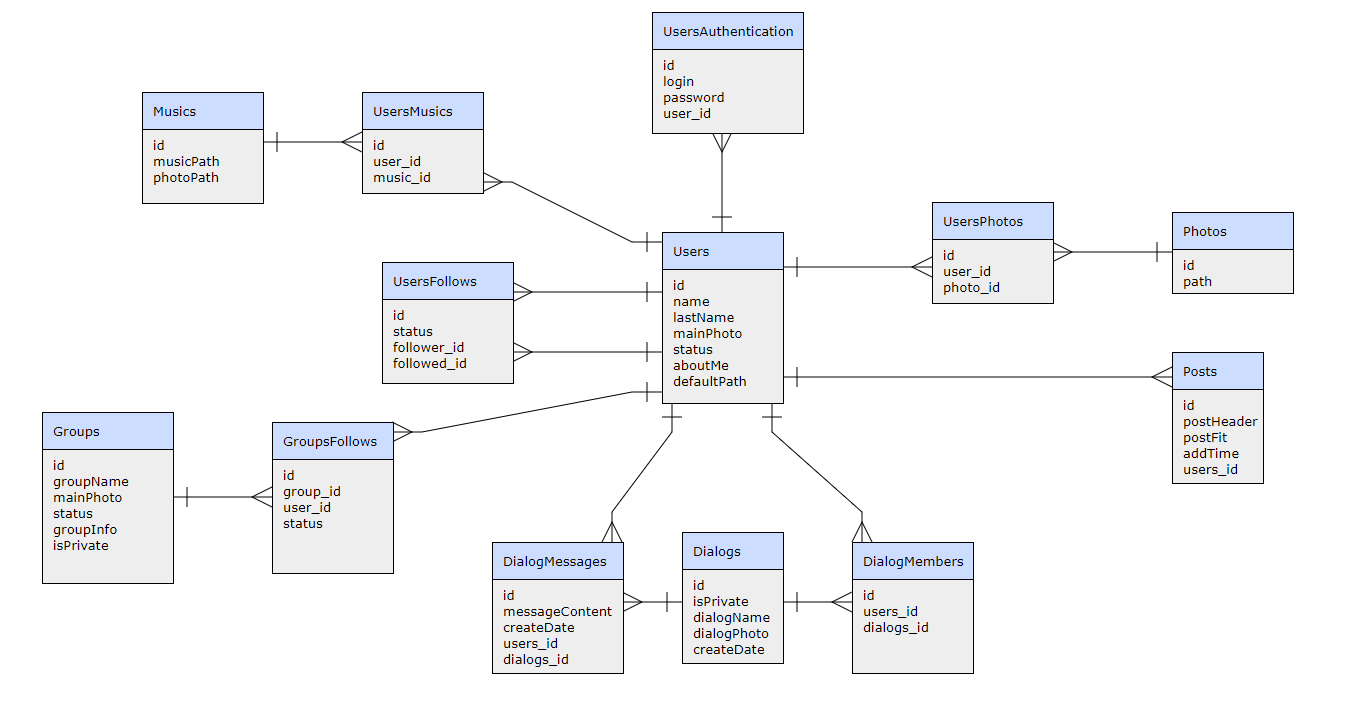 UsersAuthentication
id
login
password
user_id
Musics
id
musicPath
photoPath
UsersMusics
id
user_id
music_id
Users
id
name
lastName
mainPhoto
status
aboutMe
defaultPath
UsersPhotos
id
user_id
photo_id
Photos
id
path
UsersFollows
id
status
follower_id
followed_id
Posts
id
postHeader
postFit
addTime
users_id
Groups
id
groupName
mainPhoto
status
groupInfo
isPrivate
GroupsFollows
id
group_id
user_id
status
DialogMessages
id
messageContent
createDate
users_id
dialogs_id
Dialogs
id
isPrivate
dialogName
dialogPhoto
createDate
DialogMembers
id
users_id
dialogs_id